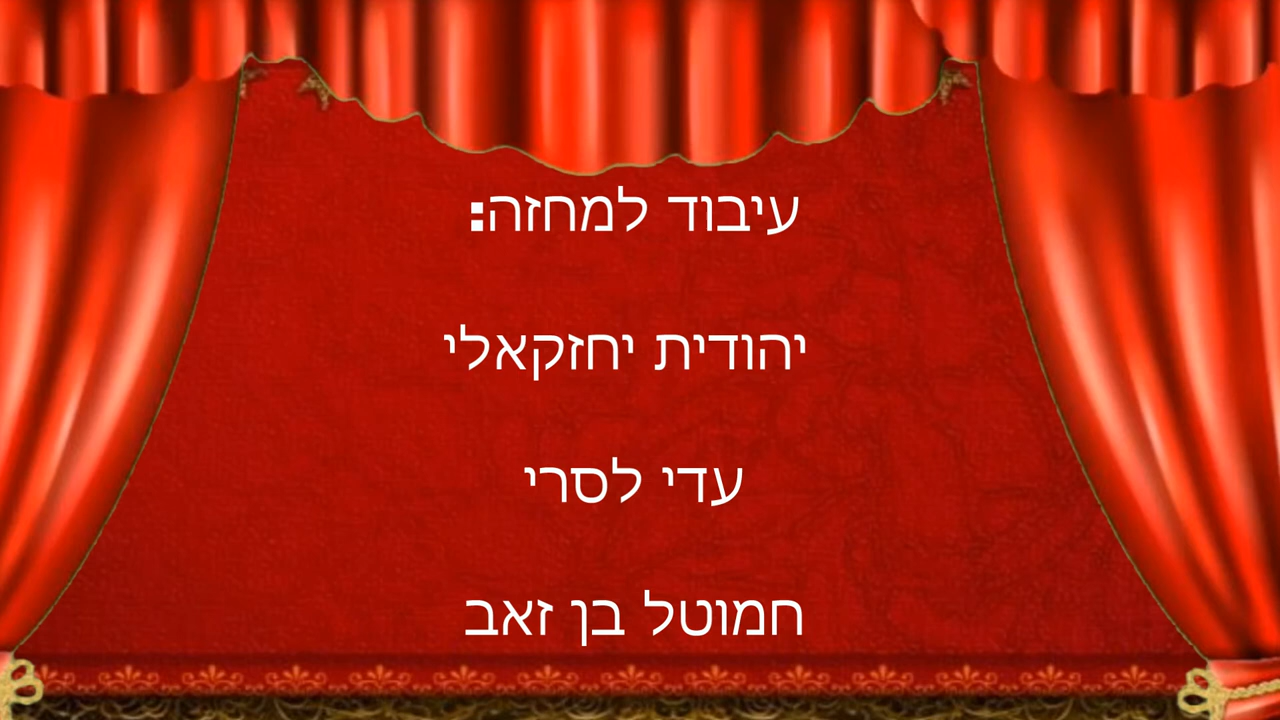 עיבוד למחזה:
יהודית יחזקאלי
עדי לסרי
חמוטל בן זאב